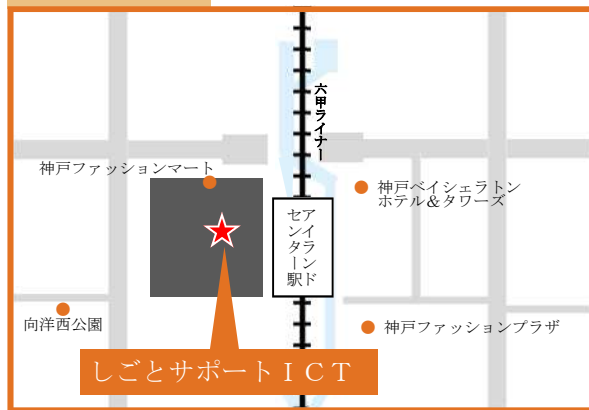 六甲ライナー
神戸ファッションマート
神戸ベイシェラトン
ホテル&タワーズ
アイランド
センター駅
向洋西公園
神戸ファッションプラザ
しごとサポートICT